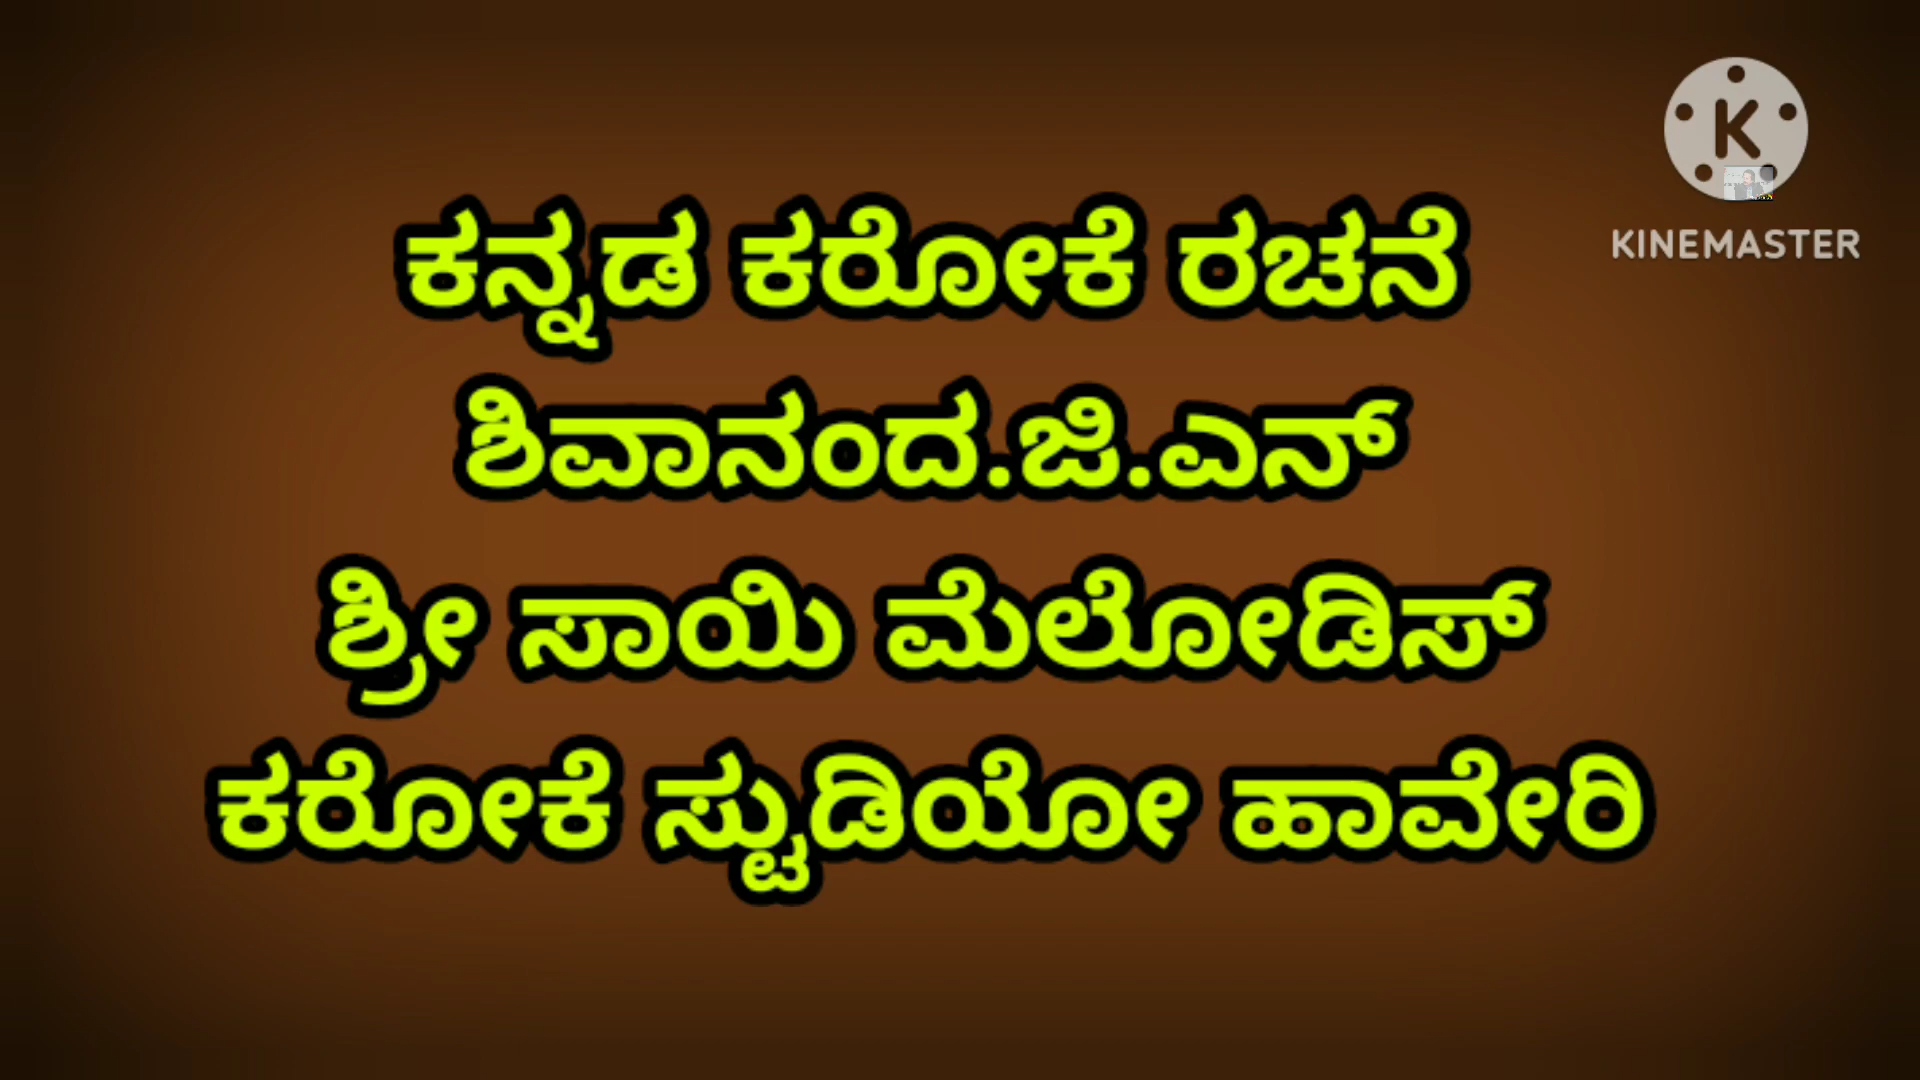 ಕನ್ನಡ ಕರೋಕೆ ರಚನೆ
ಶಿವಾನಂದ.ಜಿ.ಎನ್
ಶ್ರೀ ಸಾಯಿ ಮೆಲೋಡಿಸ್
ಕರೋಕೆ ಸ್ಟುಡಿಯೋ ಹಾವೇರಿ
K
KINEMASTER